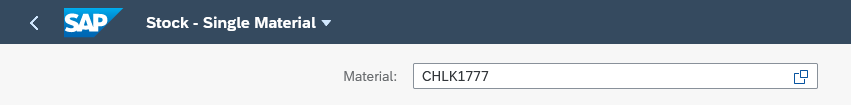 SAP Stock - Single Material
Material: CHLK1777